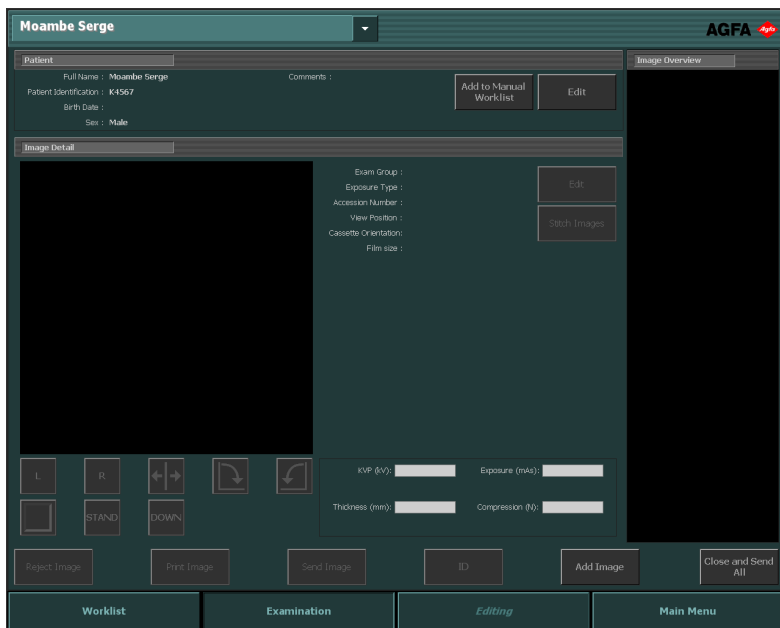 Moambe Serge
AGFA Agfa
Patient
Full Name : Moambe Serge
Comments :
Patient Identification : K4567
Birth Date :
Sex : Male
Add to Manual
Worklist
Edit
Image Overview
Image Detail
Exam Group :
Exposure Type :
Accession Number :
View Position :
Cassette Orientation:
Film size :
Edit
Stitch Images
L
R
STAND
DOWN
KVP (kV):
Exposure (mAs):
Thickness (mm):
Compression (N):
Reject Image
Print Image
Send Image
ID
Add Image
Close and Send
All
Worklist
Examination
Editing
Main Menu